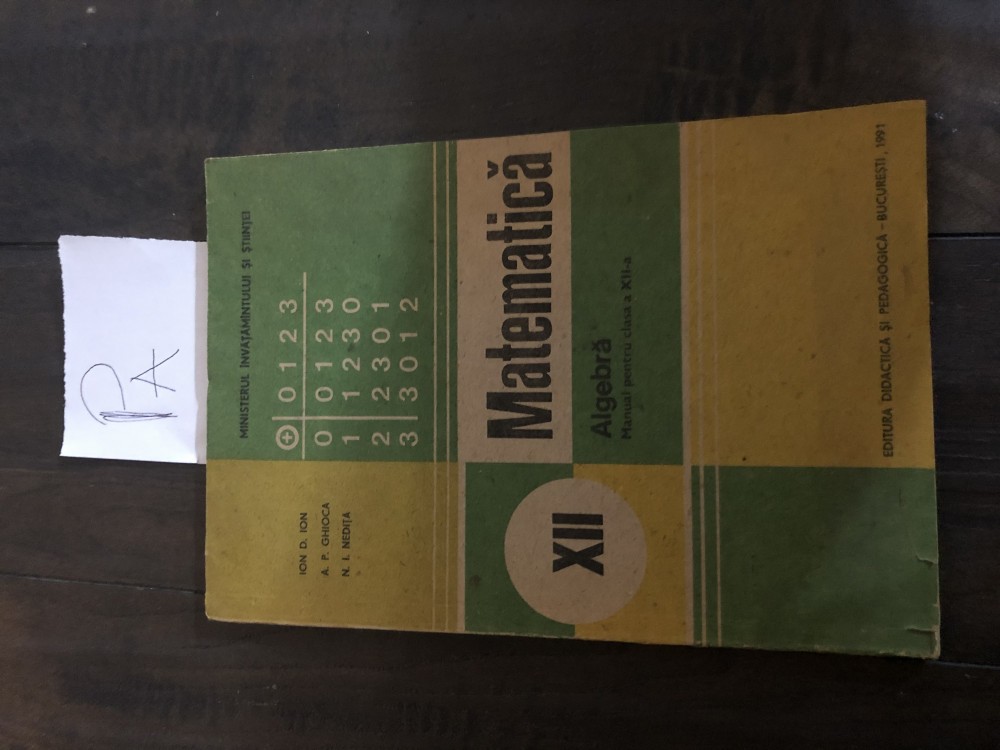 P
A
MINISTERUL ÎNVĂȚĂMÎNTULUI ȘI ȘTIINȚEI
ION D. ION
A. P. GHIOCA
N. I. NEDIȚA
⊕ 0 1 2 3
0 0 1 2 3
1 1 2 3 0
2 2 3 0 1
3 3 0 1 2
Matematică
XII
Algebră
Manual pentru clasa a XII-a
EDITURA DIDACTICĂ ȘI PEDAGOGICĂ – BUCUREȘTI, 1991